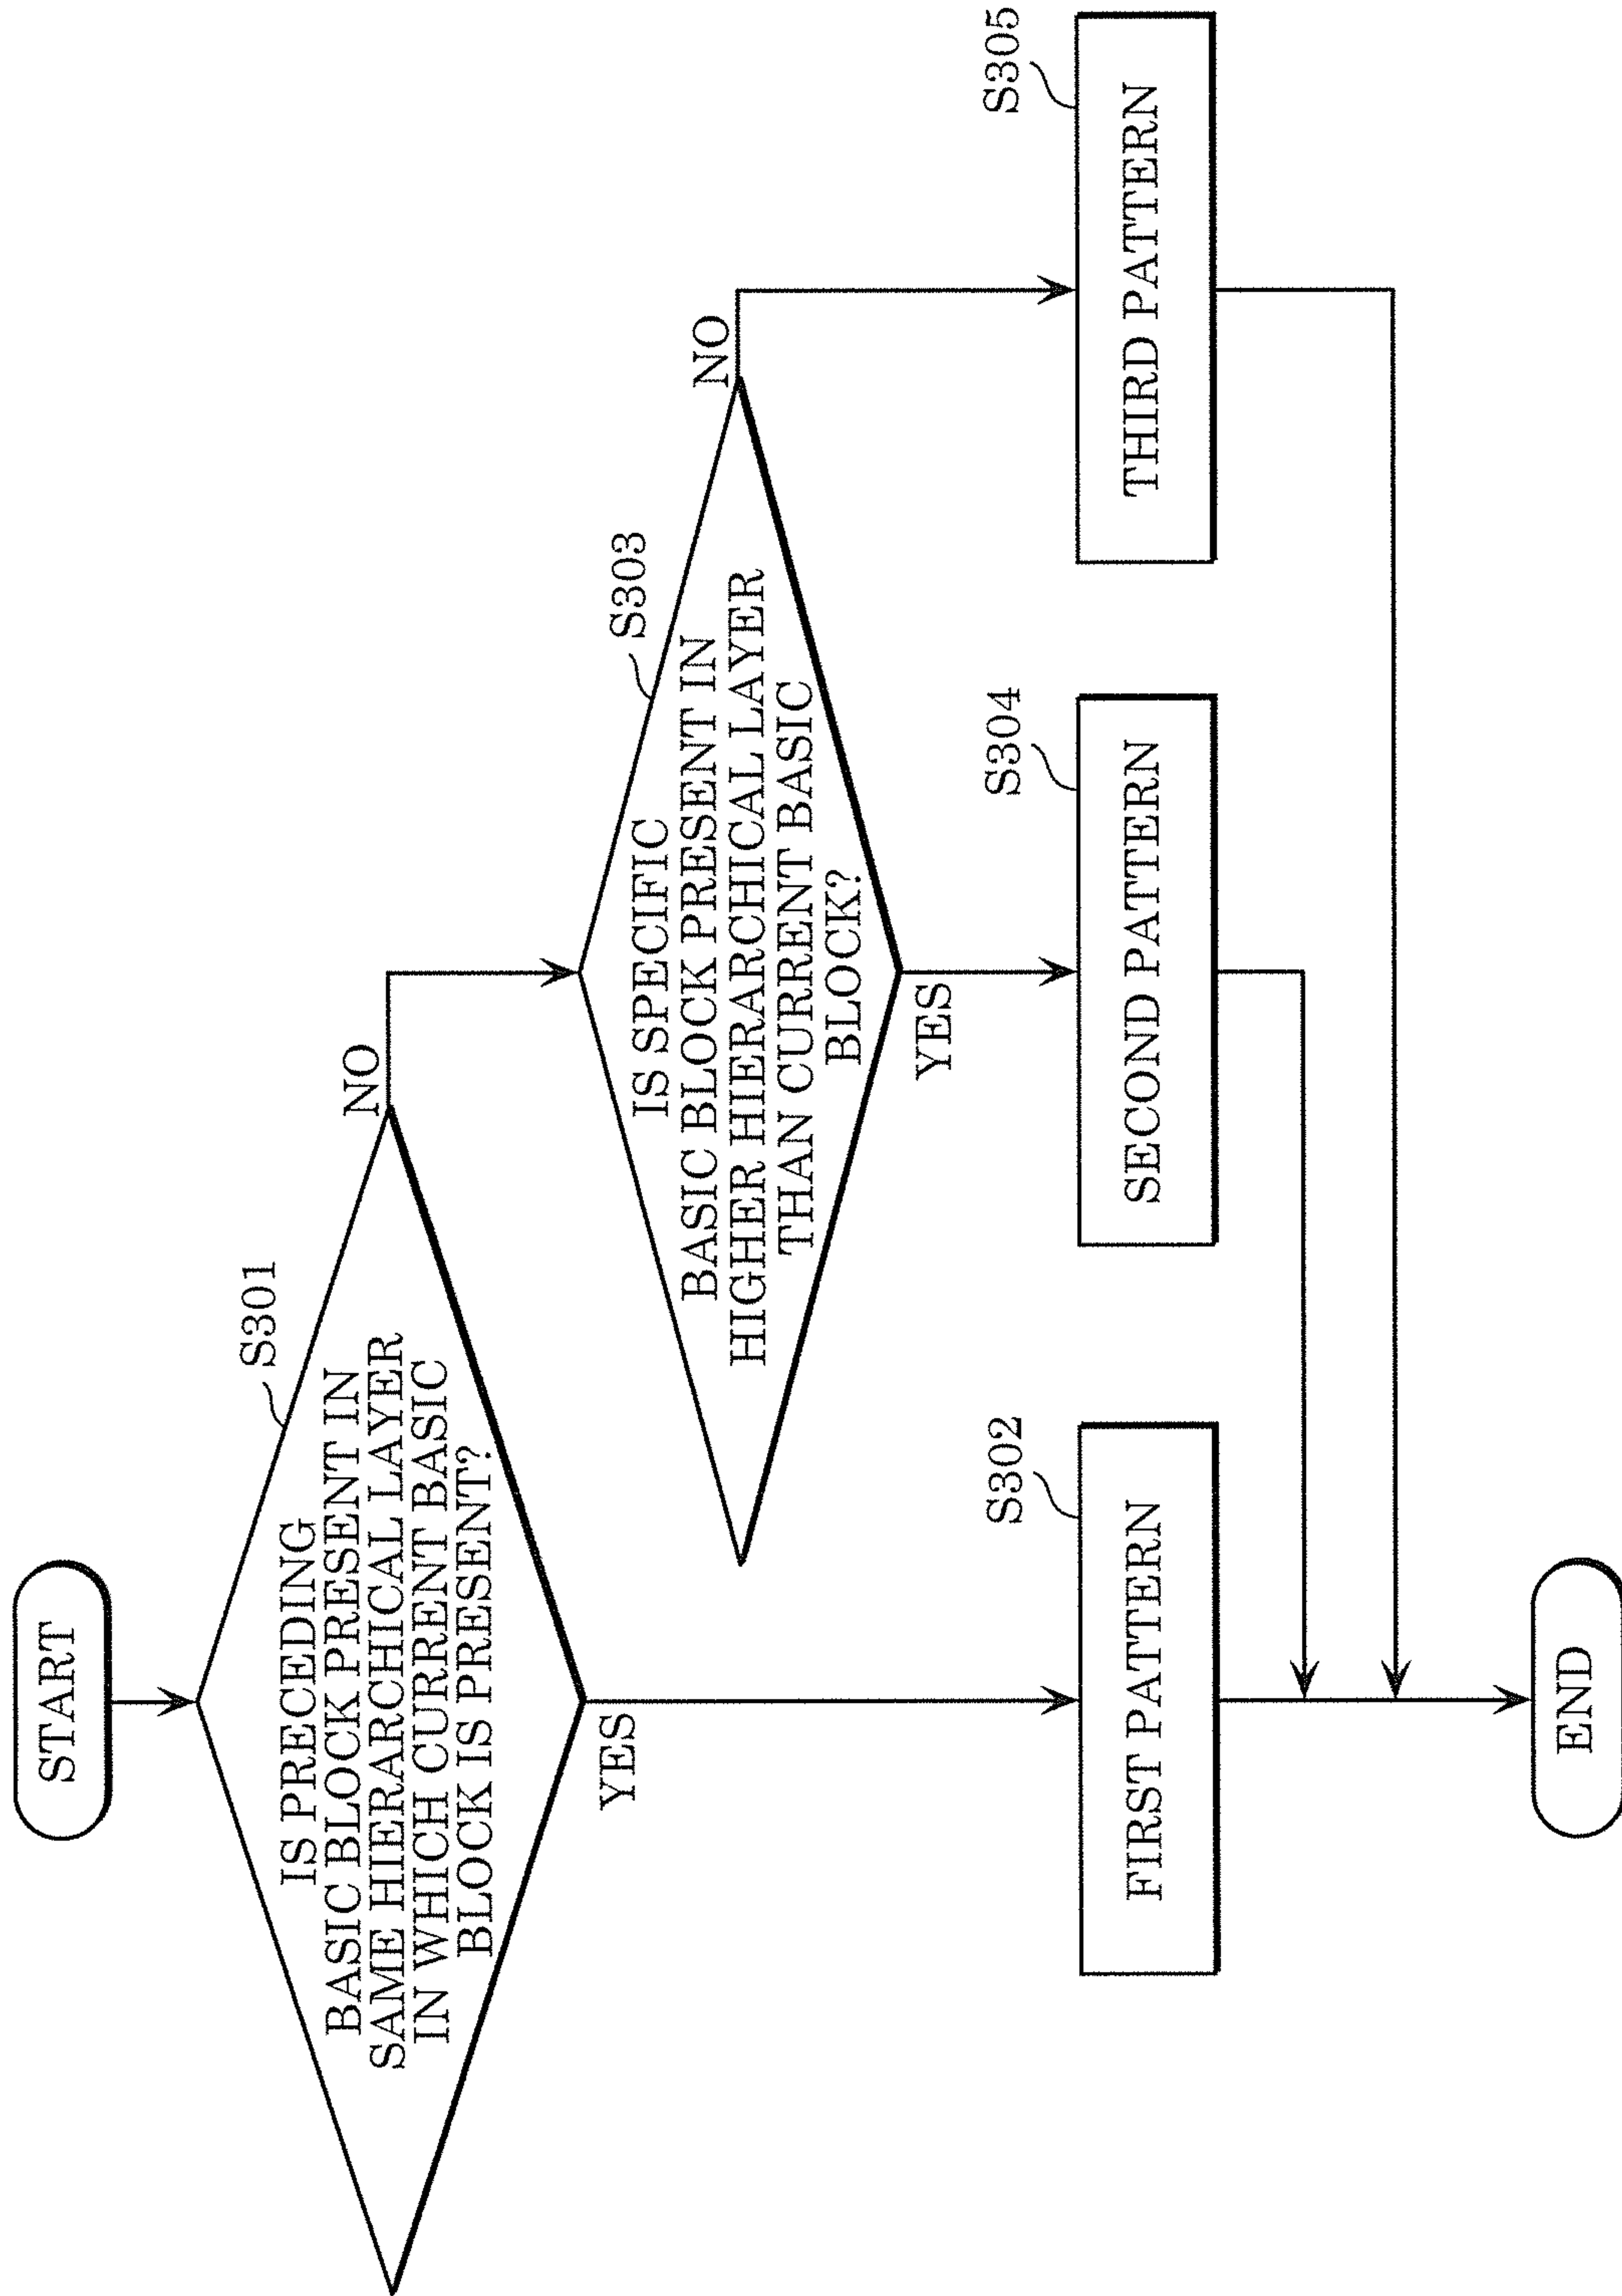 START
S301
IS PRECEDING
BASIC BLOCK PRESENT IN
SAME HIERARCHICAL LAYER
IN WHICH CURRENT BASIC
BLOCK IS PRESENT?
NO
YES
S303
IS SPECIFIC
BASIC BLOCK PRESENT IN
HIGHER HIERARCHICAL LAYER
THAN CURRENT BASIC
BLOCK?
NO
YES
S302
FIRST PATTERN
S304
SECOND PATTERN
S305
THIRD PATTERN
END